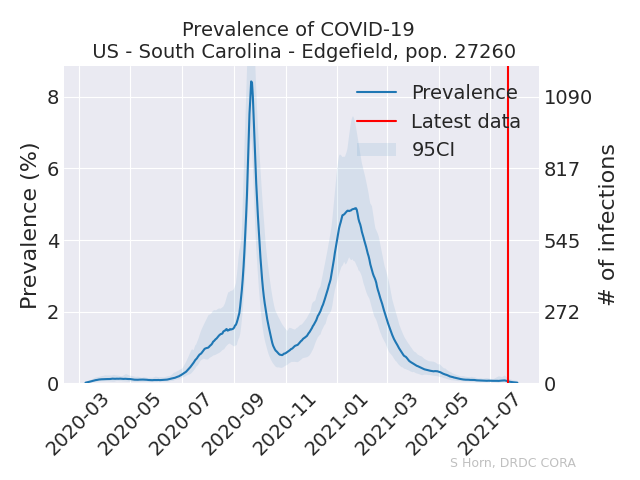 Prevalence of COVID-19
US - South Carolina - Edgefield, pop. 27260
Prevalence
Latest data
95CI
Prevalence (%)
8
6
4
2
0
# of infections
1090
817
545
272
0
2020-03
2020-05
2020-07
2020-09
2020-11
2021-01
2021-03
2021-05
2021-07
S Horn, DRDC CORA